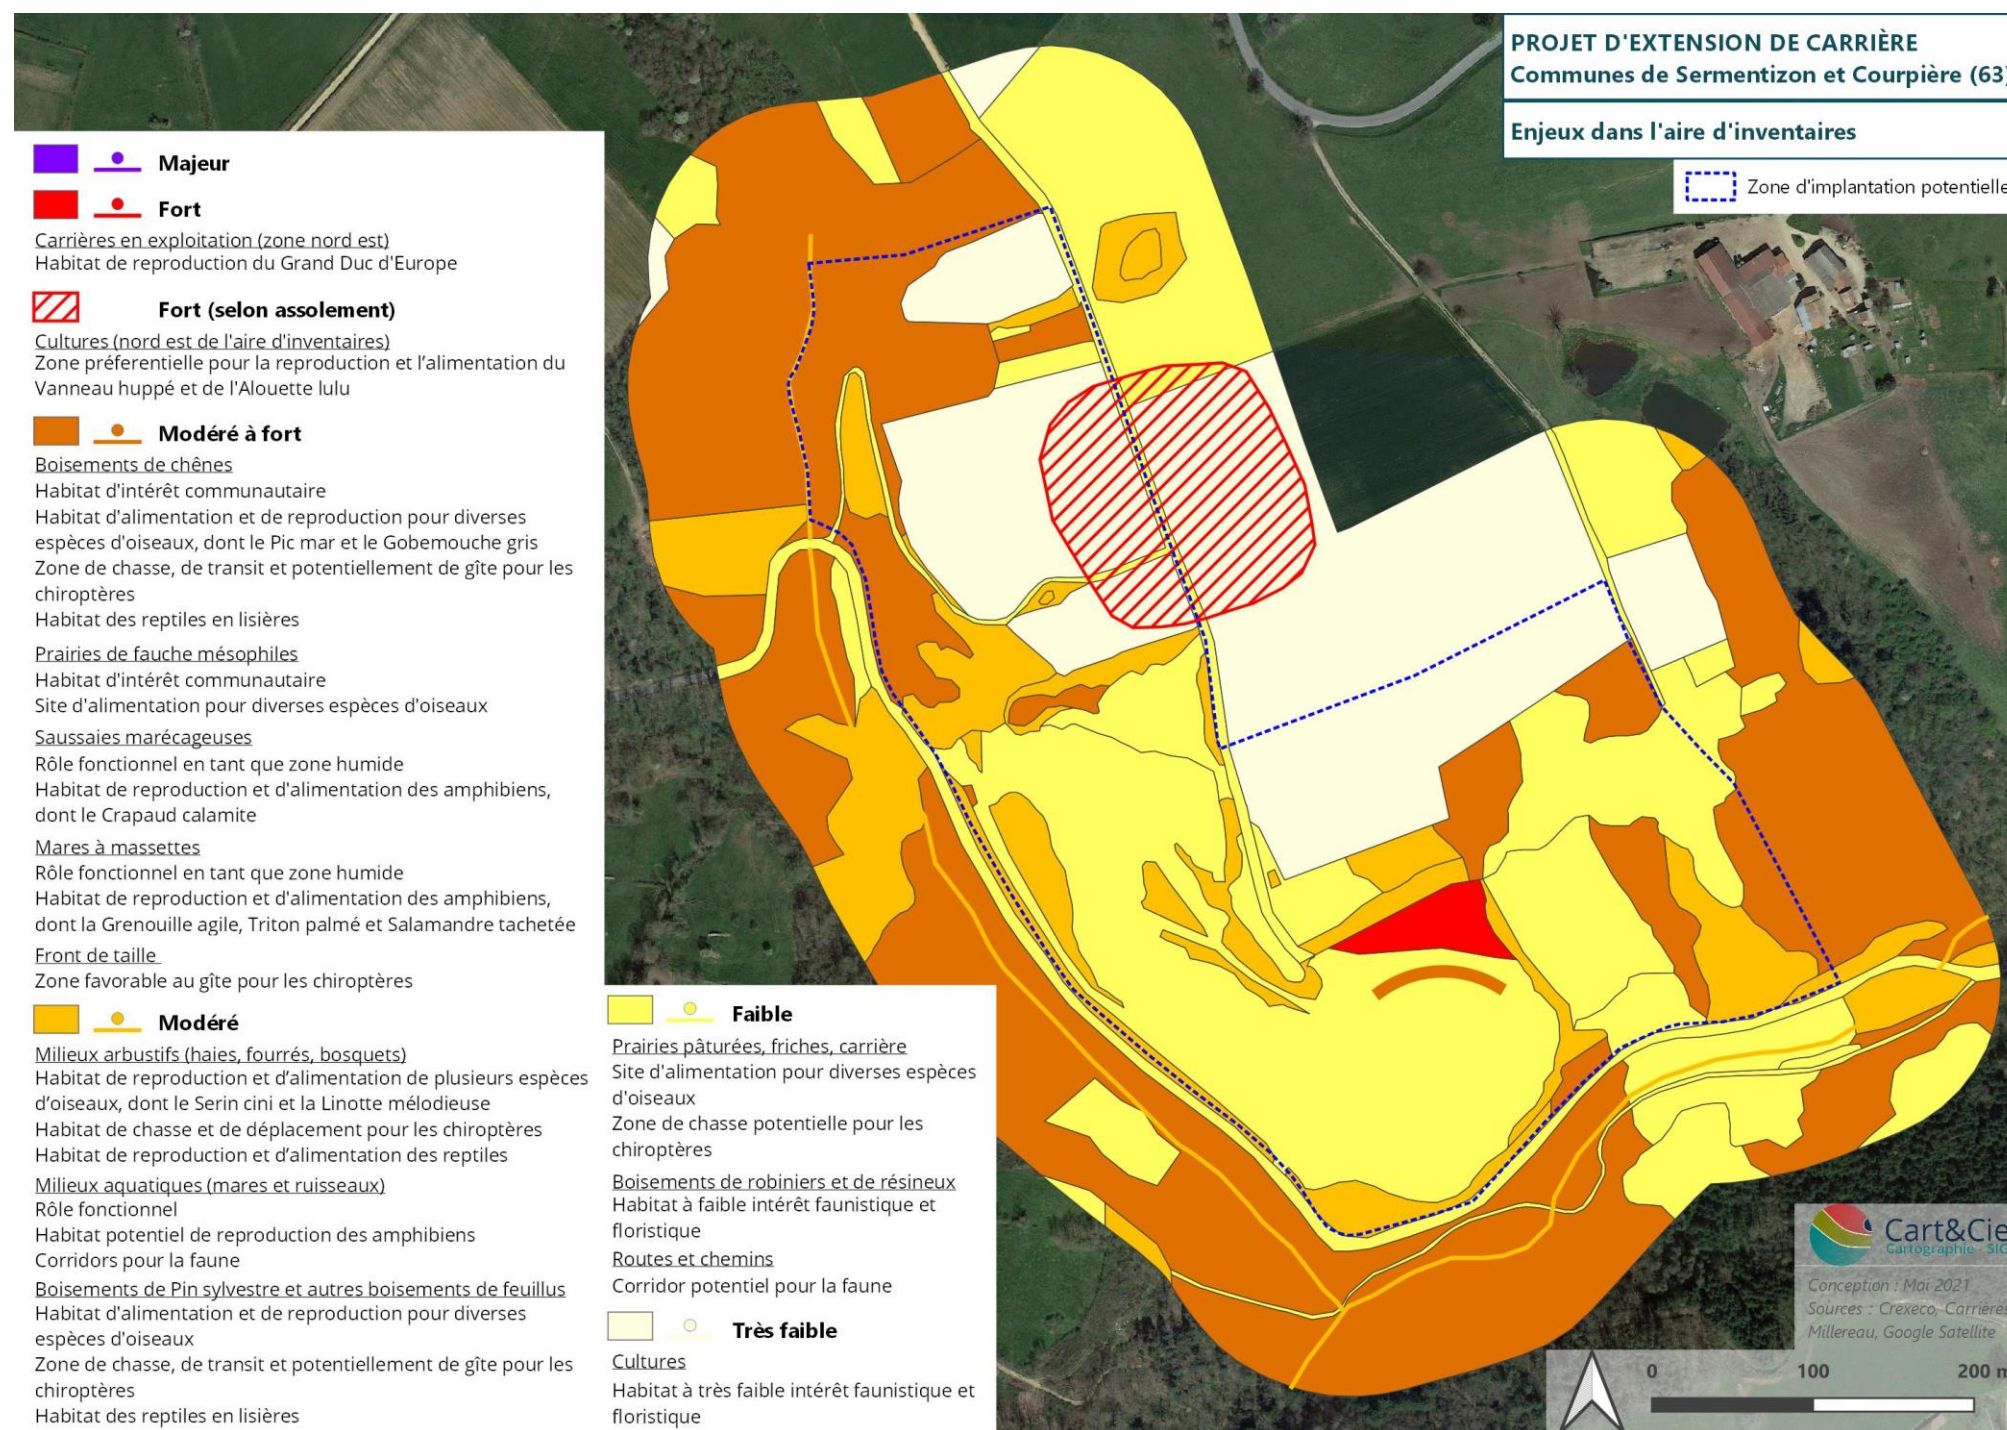 PROJET D'EXTENSION DE CARRIÈRE
Communes de Sermentizon et Courpière (63)
Enjeux dans l'aire d'inventaires
Zone d'implantation potentielle
Majeur
Fort
Carrières en exploitation (zone nord est)
Habitat de reproduction du Grand Duc d'Europe
Fort (selon assolement)
Cultures (nord est de l'aire d'inventaires)
Zone préferentielle pour la reproduction et l'alimentation du
Vanneau huppé et de l'Alouette lulu
Modéré à fort
Boisements de chênes
Habitat d'intérêt communautaire
Habitat d'alimentation et de reproduction pour diverses
espèces d'oiseaux, dont le Pic mar et le Gobemouche gris
Zone de chasse, de transit et potentiellement de gîte pour les
chiroptères
Habitat des reptiles en lisières
Prairies de fauche mésophiles
Habitat d'intérêt communautaire
Site d'alimentation pour diverses espèces d'oiseaux
Saussaies marécageuses
Rôle fonctionnel en tant que zone humide
Habitat de reproduction et d'alimentation des amphibiens,
dont le Crapaud calamite
Mares à massettes
Rôle fonctionnel en tant que zone humide
Habitat de reproduction et d'alimentation des amphibiens,
dont la Grenouille agile, Triton palmé et Salamandre tachetée
Front de taille
Zone favorable au gîte pour les chiroptères
Modéré
Milieux arbustifs (haies, fourrés, bosquets)
Habitat de reproduction et d'alimentation de plusieurs espèces
d'oiseaux, dont le Serin cini et la Linotte mélodieuse
Habitat de chasse et de déplacement pour les chiroptères
Habitat de reproduction et d'alimentation des reptiles
Milieux aquatiques (mares et ruisseaux)
Rôle fonctionnel
Habitat potentiel de reproduction des amphibiens
Corridors pour la faune
Boisements de Pin sylvestre et autres boisements de feuillus
Habitat d'alimentation et de reproduction pour diverses
espèces d'oiseaux
Zone de chasse, de transit et potentiellement de gîte pour les
chiroptères
Habitat des reptiles en lisières
Faible
Prairies pâturées, friches, carrière
Site d'alimentation pour diverses espèces
d'oiseaux
Zone de chasse potentielle pour les
chiroptères
Boisements de robiniers et de résineux
Habitat à faible intérêt faunistique et
floristique
Routes et chemins
Corridor potentiel pour la faune
Très faible
Cultures
Habitat à très faible intérêt faunistique et
floristique
Cart&Cie
Cartographie - SIG
Conception : Mai 2021
Sources : Crexeco, Carrières
Millereau, Google Satellite
0 100 200 m